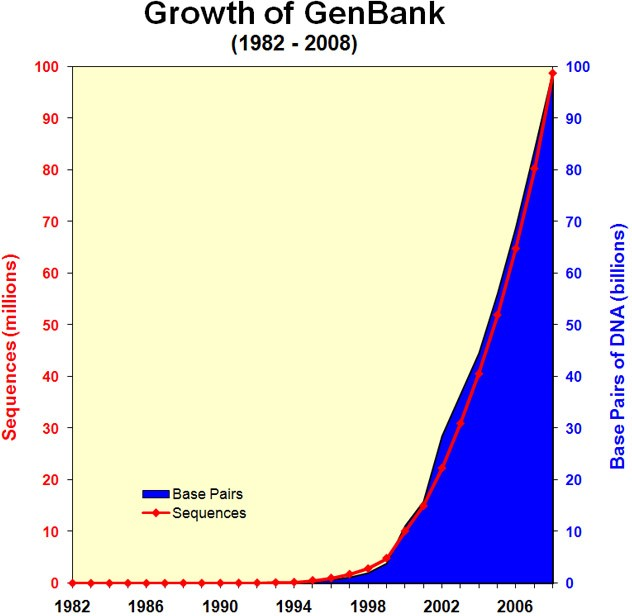 Growth of GenBank
(1982 - 2008)
100 100
90 90
80 80
70 70
60 60
50 50
40 40
30 30
20 20
10 10
0 0
Sequences (millions)
Base Pairs of DNA (billions)
Base Pairs
Sequences
1982 1986 1990 1994 1998 2002 2006